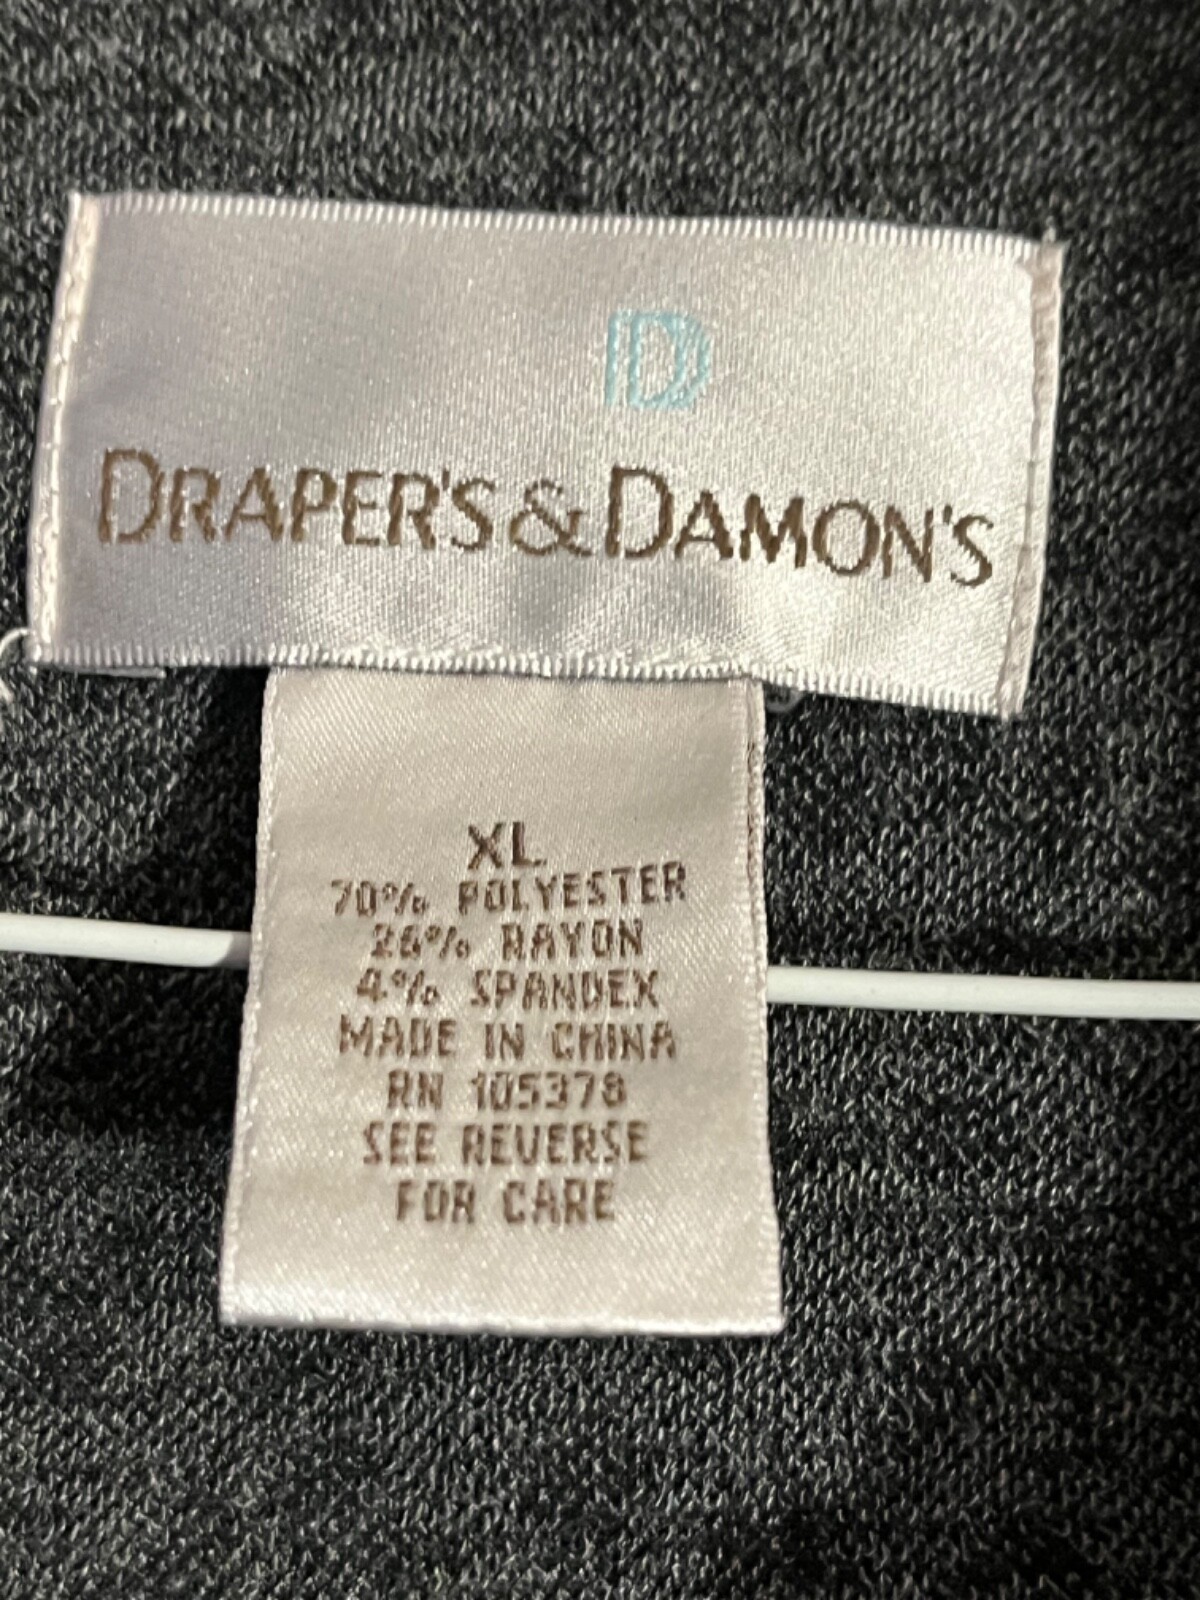 D
DRAPER'S & DAMON'S
XL
70% POLYESTER
26% RAYON
4% SPANDEX
MADE IN CHINA
RN 105378
SEE REVERSE
FOR CARE